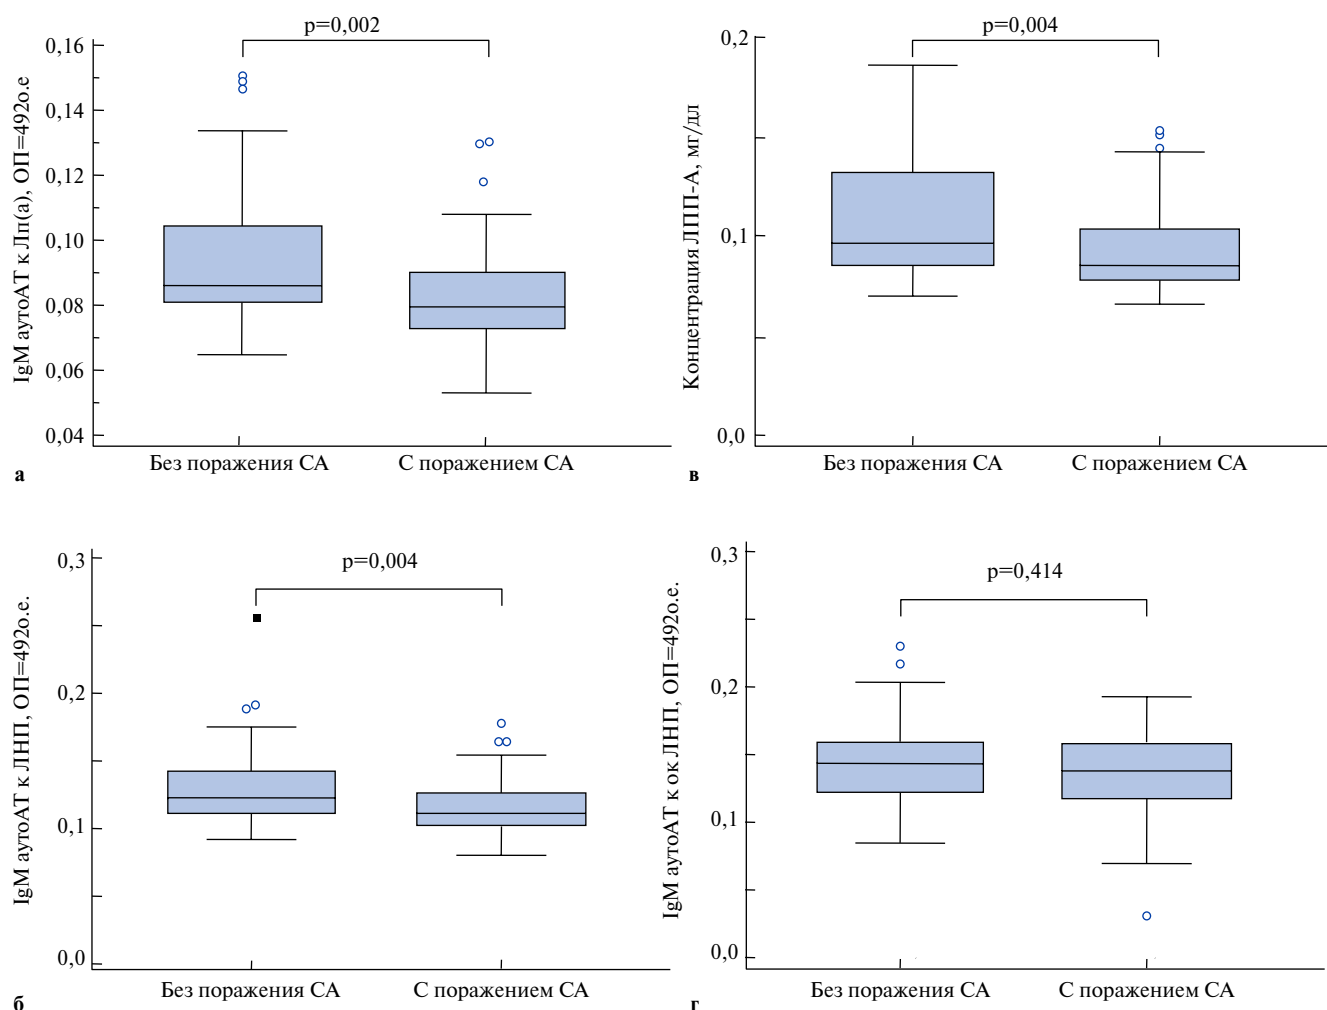 p=0,002
0,16
0,14
0,12
0,10
0,08
0,06
0,04
IgM аутоАТ к Лп(а), ОП=492о.е
Без поражения СА
С поражением СА
а
p=0,004
0,2
0,1
0,0
Концентрация ЛПП-А, мг/дл
Без поражения СА
С поражением СА
в
p=0,004
0,3
0,2
0,1
0,0
IgM аутоАТ к ЛНП, ОП=492о.е.
Без поражения СА
С поражением СА
б
p=0,414
0,3
0,2
0,1
0,0
IgM аутоАТ к ок ЛНП, ОП=492о.е.
Без поражения СА
С поражением СА
г